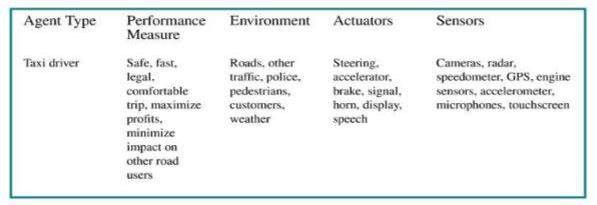 Agent Type Performance Measure Environment Actuators Sensors
Taxi driver
Safe, fast,
legal,
comfortable
trip, maximize
profits,
minimize
impact on
other road
users
Roads, other
traffic, police,
pedestrians,
customers,
weather
Steering,
accelerator,
brake, signal,
horn, display,
speech
Cameras, radar,
speedometer, GPS, engine
sensors, accelerometer,
microphones, touchscreen